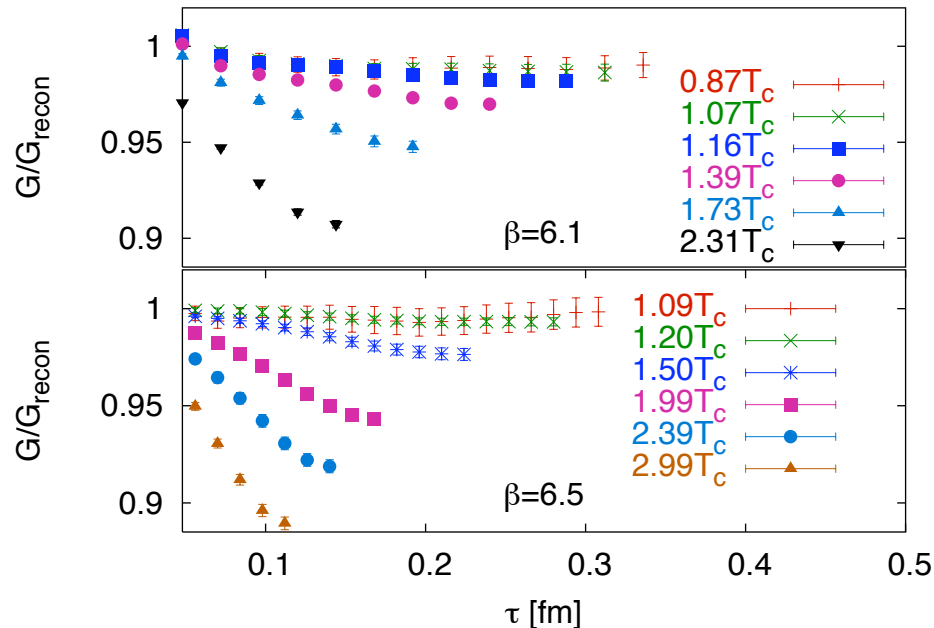 1
0.95
0.9
G/G_recon
β=6.1
0.87T_c
1.07T_c
1.16T_c
1.39T_c
1.73T_c
2.31T_c
1
0.95
0.9
G/G_recon
β=6.5
1.09T_c
1.20T_c
1.50T_c
1.99T_c
2.39T_c
2.99T_c
0.1 0.2 0.3 0.4 0.5
τ [fm]